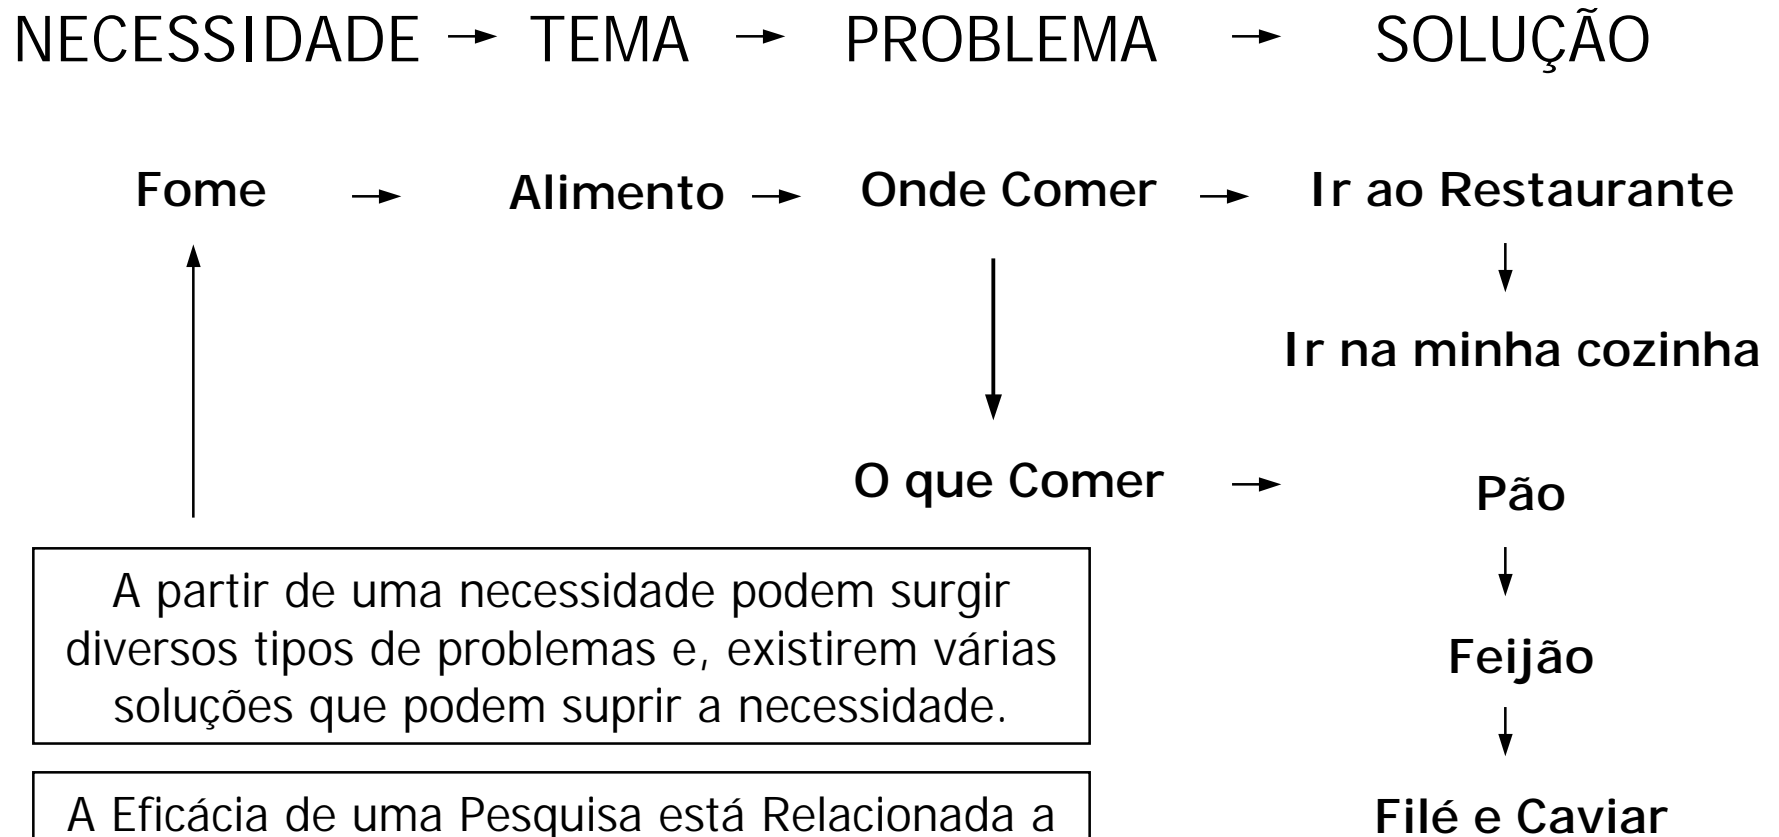 NECESSIDADE → TEMA → PROBLEMA → SOLUÇÃO
Fome → Alimento → Onde Comer → Ir ao Restaurante
Ir na minha cozinha
O que Comer → Pão
A partir de uma necessidade podem surgir
diversos tipos de problemas e, existirem várias
soluções que podem suprir a necessidade.
Feijão
A Eficácia de uma Pesquisa está Relacionada a
Filé e Caviar